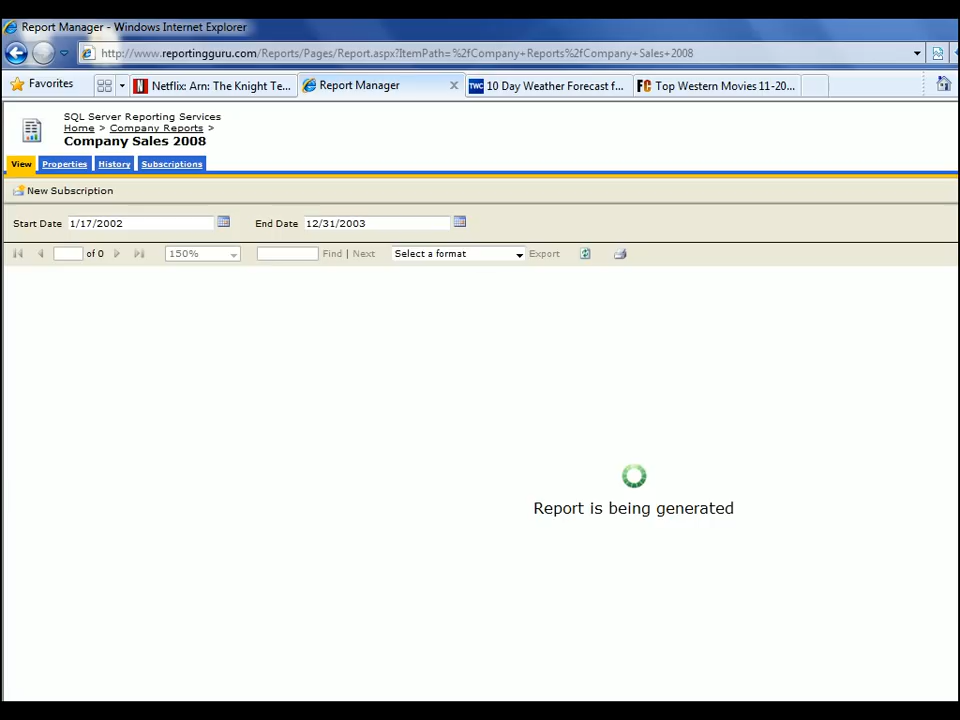 Report Manager - Windows Internet Explorer
http://www.reportingguru.com/Reports/Pages/Report.aspx?ItemPath=%2fCompany+Reports%2fCompany+Sales+2008
Favorites
Netflix: Arn: The Knight Te...
Report Manager
TWC 10 Day Weather Forecast f...
FC Top Western Movies 11-20...
SQL Server Reporting Services
Home > Company Reports >
Company Sales 2008
View Properties History Subscriptions
New Subscription
Start Date 1/17/2002 End Date 12/31/2003
of 0 150% Find | Next Select a format Export
Report is being generated